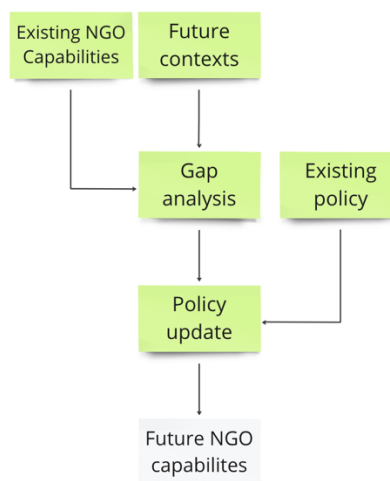 Existing NGO
Capabilities
Future
contexts
Gap
analysis
Existing
policy
Policy
update
Future NGO
capabilites